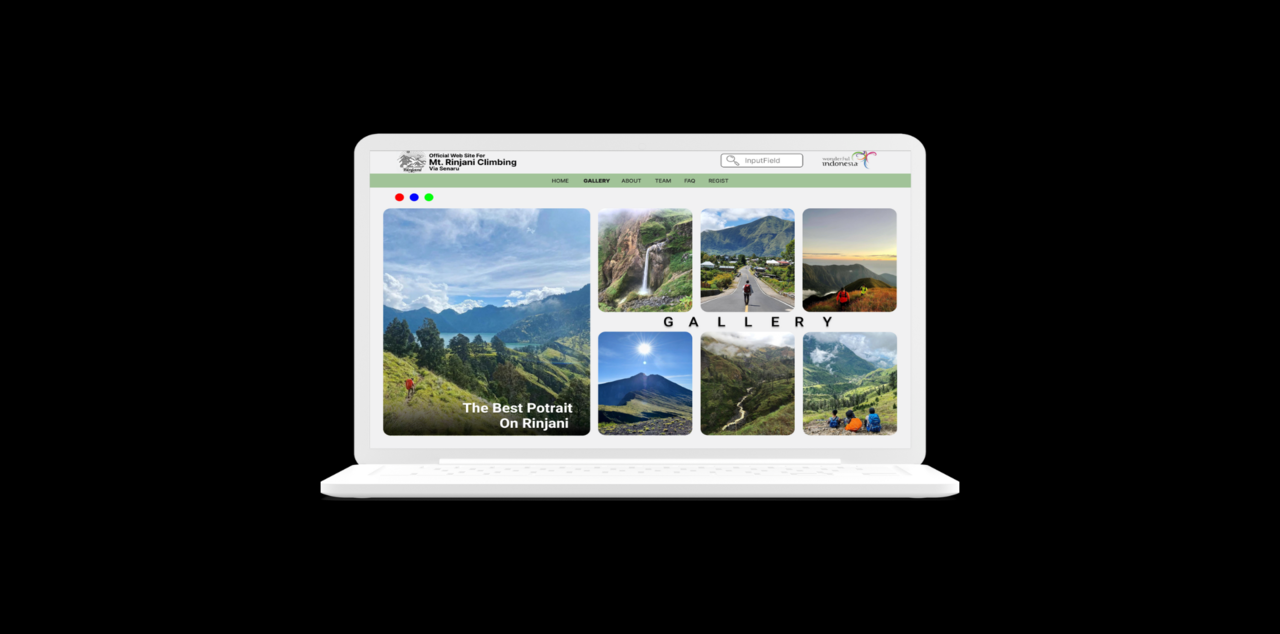 Official Web Site For
Mt. Rinjani Climbing
Via Senaru
Rinjani
InputField
wonderful
indonesia
HOME GALLERY ABOUT TEAM FAQ REGIST
G A L L E R Y
The Best Potrait
On Rinjani